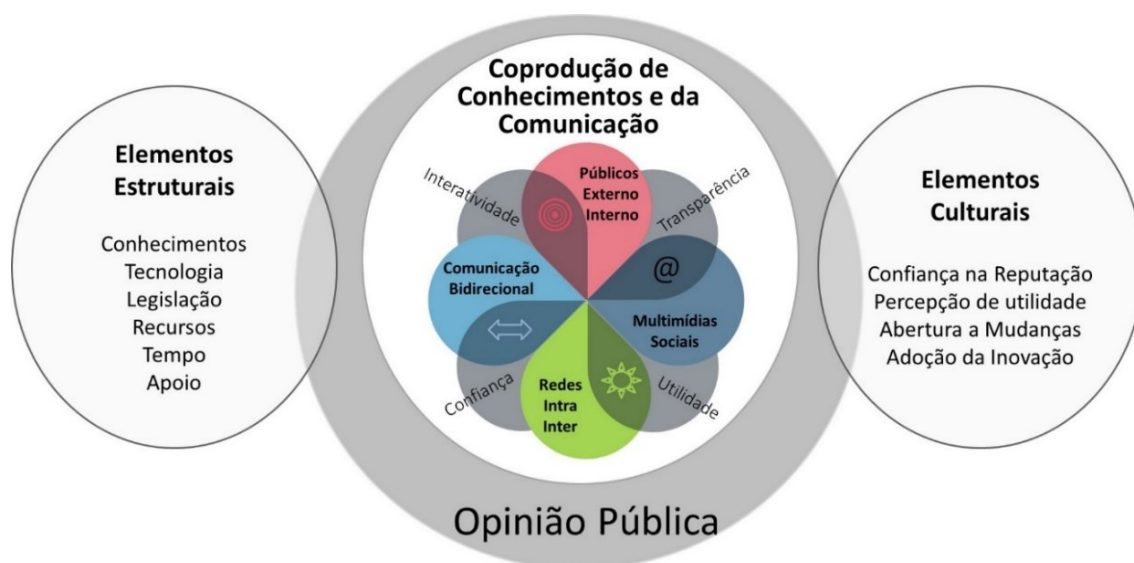 Elementos
Estruturais
Conhecimentos
Tecnologia
Legislação
Recursos
Tempo
Apoio
Coprodução de
Conhecimentos e da
Comunicação
Interatividade
Públicos
Externo
Interno
Transparência
@
Comunicação
Bidirecional
Multimídias
Sociais
Confiança
Redes
Intra
Inter
Utilidade
Opinião Pública
Elementos
Culturais
Confiança na Reputação
Percepção de utilidade
Abertura a Mudanças
Adoção da Inovação